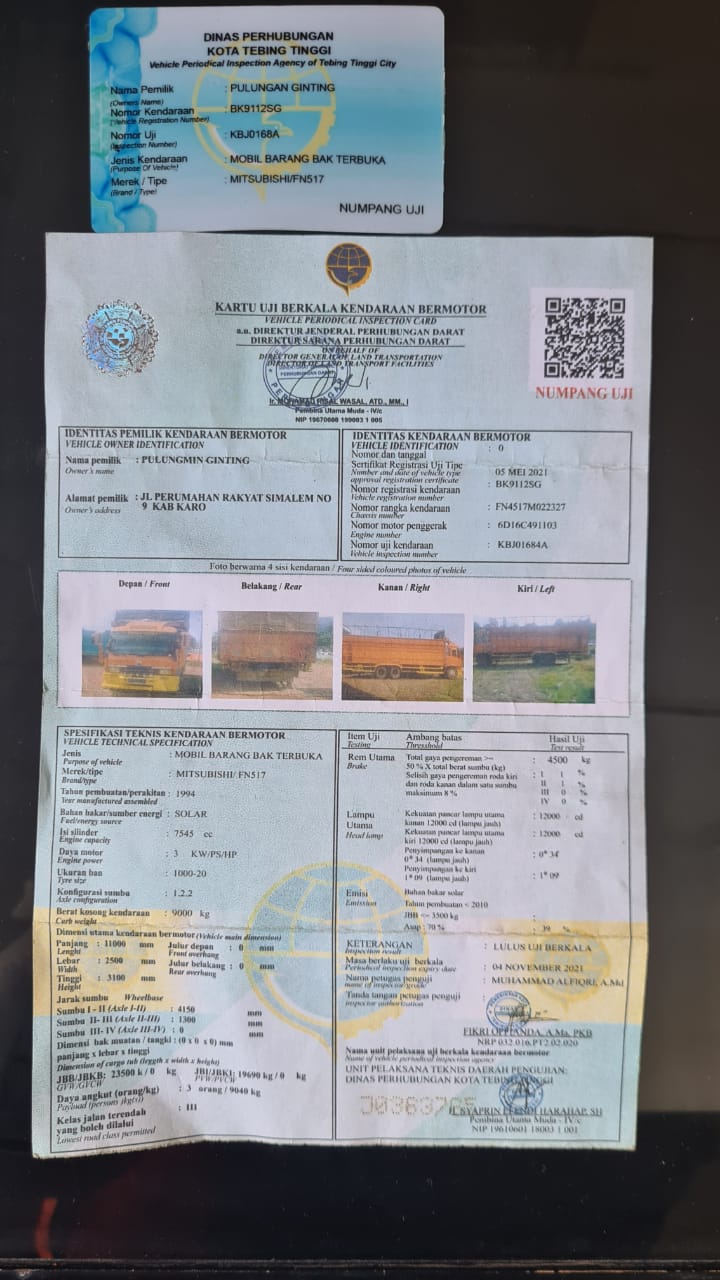 DINAS PERHUBUNGAN
KOTA TEBING TINGGI
Vehicle Periodical Inspection Agency of Tebing Tinggi City
Nama Pemilik : PULUNGAN GINTING
(Owners Name)
Nomor Kendaraan : BK9112SG
(Vehicle Registration Number)
Nomor Uji : KBJ0168A
(Inspection Number)
Jenis Kendaraan : MOBIL BARANG BAK TERBUKA
(Purpose Of Vehicle)
Merek / Tipe : MITSUBISHI/FN517
(Brand / Type)
NUMPANG UJI
KARTU UJI BERKALA KENDARAAN BERMOTOR
VEHICLE PERIODICAL INSPECTION CARD
a.n. DIREKTUR JENDERAL PERHUBUNGAN DARAT
DIREKTUR SARANA PERHUBUNGAN DARAT
ON BEHALF OF
DIRECTOR GENERAL OF LAND TRANSPORTATION
DIRECTOR OF LAND TRANSPORT FACILITIES
WASAL, ATD., MM., I
Pembina Utama Muda - IV/c
NUMPANG UJI
IDENTITAS PEMILIK KENDARAAN BERMOTOR
VEHICLE OWNER IDENTIFICATION
Nama pemilik : PULUNGMIN GINTING
Owner's name
Alamat pemilik : JL PERUMAHAN RAKYAT SIMALEM NO
Owner's address 9 KAB KARO
IDENTITAS KENDARAAN BERMOTOR
VEHICLE IDENTIFICATION : 0
Nomor dan tanggal
Sertifikat Registrasi Uji Tipe 05 MEI 2021
Number and date of vehicle type
approval registration certificate
Nomor registrasi kendaraan : BK9112SG
Vehicle registration number
Nomor rangka kendaraan : FN4517M022327
Chassis number
Nomor motor penggerak : 6D16C491103
Engine number
Nomor uji kendaraan : KBJ01684A
Vehicle inspection number
Foto berwarna 4 sisi kendaraan / Four sided coloured photos of vehicle
Depan / Front Belakang / Rear Kanan / Right Kiri / Left
SPESIFIKASI TEKNIS KENDARAAN BERMOTOR
VEHICLE TECHNICAL SPECIFICATION
Jenis : MOBIL BARANG BAK TERBUKA
Purpose of vehicle
Merek/tipe : MITSUBISHI/ FN517
Brand/type
Tahun pembuatan/perakitan : 1994
Year manufactured assembled
Bahan bakar/sumber energi : SOLAR
Fuel/energy source
Isi silinder : 7545 cc
Engine capacity
Daya motor : 3 KW/PS/HP
Engine power
Ukuran ban : 1000-20
Tyre size
Konfigurasi sumbu : 1.2.2
Axle configuration
Berat kosong kendaraan : 9000 kg
Curb weight
Dimensi utama kendaraan bermotor (Vehicle main dimension)
Panjang : 11000 mm Julur depan : 0 mm
Lenght Front overhang
Lebar : 2500 mm Julur belakang : 0 mm
Width Rear overhang
Tinggi : 3100 mm
Height
Jarak sumbu Wheelbase
Sumbu I - II (Axle I-II) : 4150 mm
Sumbu II- III (Axle II-III) : 1300 mm
Sumbu III- IV (Axle III-IV) : 0 mm
Dimensi bak muatan / tangki : (0 x 0 x 0) mm
panjang x lebar x tinggi
Dimension of cargo tub (length x width x height)
JBB/JBKB: 23500 k / 0 kg JBI/JKBI: 19690 kg / 0 kg
GVW/GVCW PVW/PVCW
Daya angkut (orang/kg) : 3 orang / 9040 kg
Payload (persons/kg(s))
Kelas jalan terendah : III
yang boleh dilalui
Lowest road class permitted
Item Uji Ambang batas Hasil Uji
Testing Threshold Test result
Rem Utama Total gaya pengereman >= : 4500 kg
Brake 50 % X total berat sumbu (kg)
Selisih gaya pengereman roda kiri : I 1 %
dan roda kanan dalam satu sumbu II 1 %
maksimum 8 % III 0 %
IV 0 %
Lampu Kekuatan pancar lampu utama : 12000 cd
Utama kanan 12000 cd (lampu jauh)
Head lamp Kekuatan pancar lampu utama : 12000 cd
kiri 12000 cd (lampu jauh)
Penyimpangan ke kanan : 0° 34'
0° 34 (lampu jauh)
Penyimpangan ke kiri : 1° 09
1° 09 (lampu jauh)
Emisi Bahan bakar solar
Emission Tahun pembuatan < 2010
JBB <= 3500 kg
Asap : 70 % : 39 %
KETERANGAN : LULUS UJI BERKALA
Inspection result
Masa berlaku uji berkala : 04 NOVEMBER 2021
Periodical inspection expiry date
Nama petugas penguji : MUHAMMAD ALFIQRI, A.Md
name of inspector/grade
Tanda tangan petugas penguji :
inspector authorization
FIKRI OPPIANDA, A.Ma. PKB
NRP 032.016.PT2.02.020
Nama unit pelaksana uji berkala kendaraan bermotor
Name of vehicle periodical inspection agency
UNIT PELAKSANA TEKNIS DAERAH PENGUJIAN:
DINAS PERHUBUNGAN KOTA TEBING TINGGI
HARAHAP, SH
Pembina Utama Muda - IV/c
NIP 19610601 18003 1 001